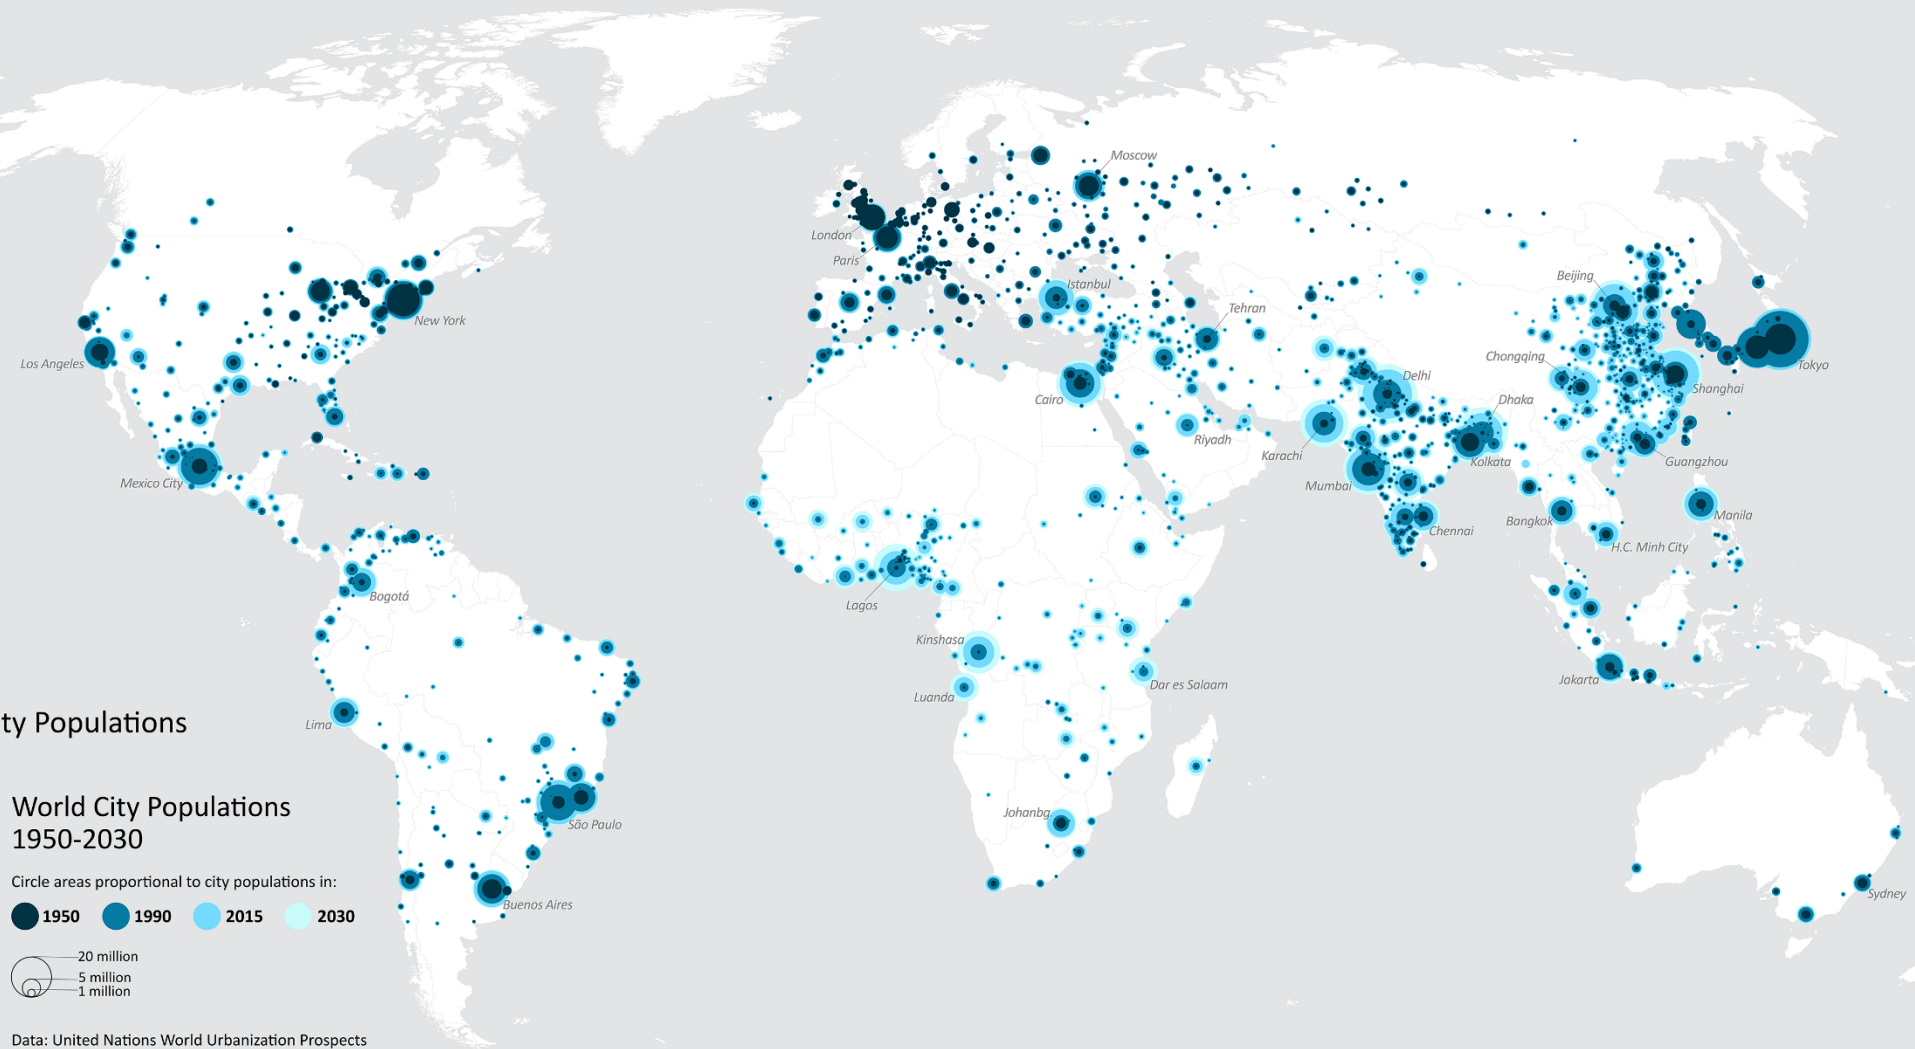 Moscow
London
Paris
Istanbul
Beijing
New York
Tehran
Los Angeles
Chongqing
Tokyo
Delhi
Shanghai
Cairo
Dhaka
Riyadh
Karachi
Kolkata
Guangzhou
Mexico City
Mumbai
Manila
Bangkok
Chennai
H.C. Minh City
Bogotá
Lagos
Kinshasa
Jakarta
Dar es Salaam
Luanda
Lima
ty Populations
World City Populations
1950-2030
Johanbg.
São Paulo
Circle areas proportional to city populations in:
1950 1990 2015 2030
Buenos Aires
Sydney
20 million
5 million
1 million
Data: United Nations World Urbanization Prospects